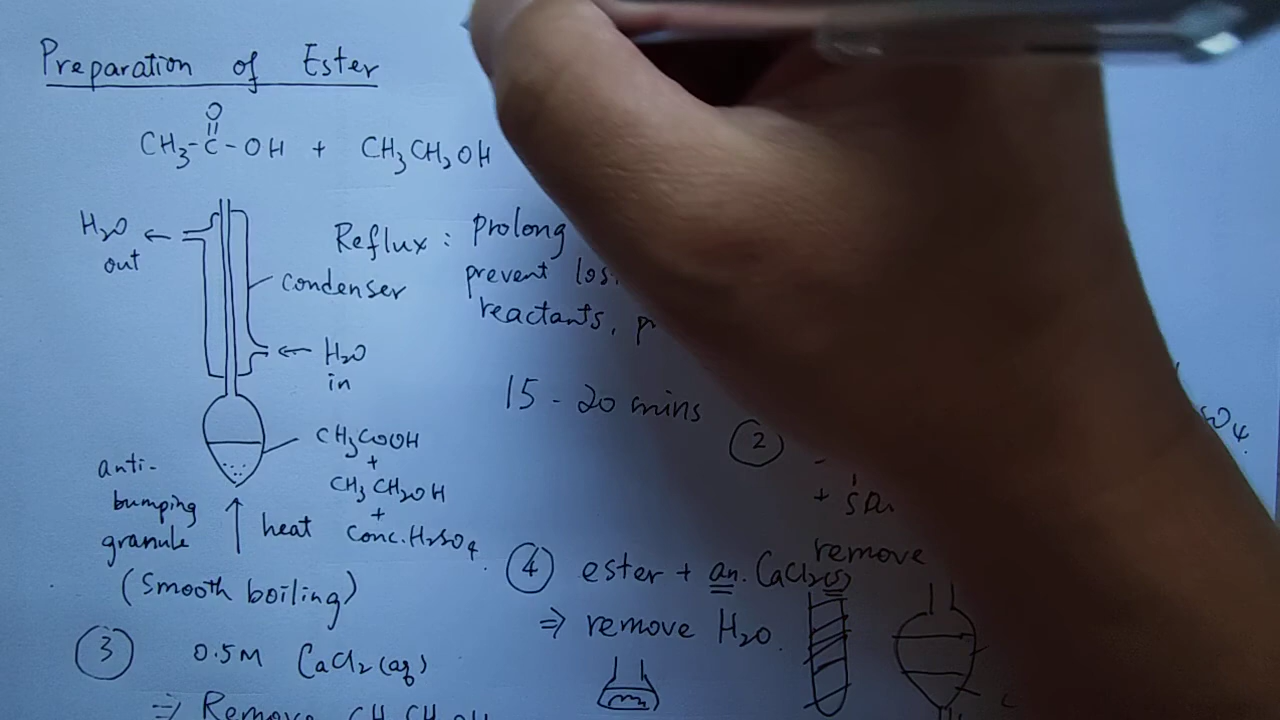 Preparation of Ester
O
CH3-C-OH + CH3CH2OH
H2O
out
condenser
H2O
in
Reflux : prolong
prevent
reactants,
15 - 20 mins
CH3COOH
+
CH3CH2OH
+
Conc. H2SO4.
anti-
bumping
granule
(Smooth boiling)
heat
②
+
remove
③ 0.5M CaCl2(aq)
⇒ Remove
④ ester + an. CaCl2(s)
⇒ remove H2O.